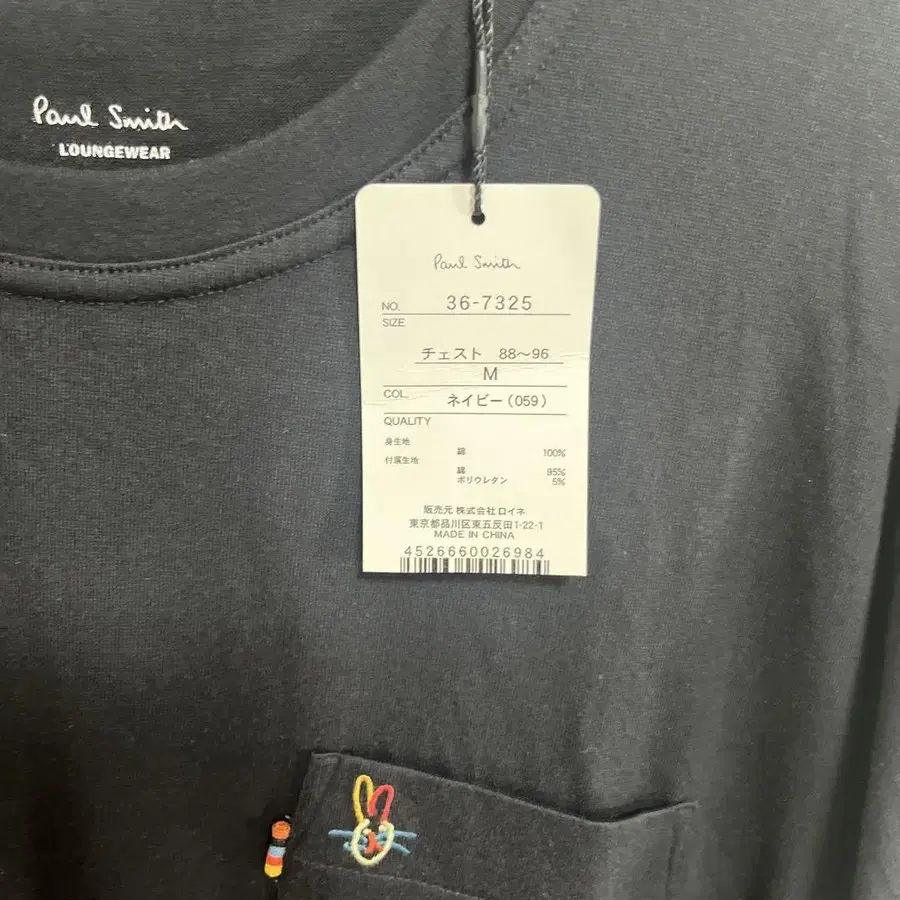 Paul Smith
LOUNGEWEAR
Paul Smith
NO. 36-7325
SIZE
チェスト 88〜96
M
COL. ネイビー(059)
QUALITY
身生地
綿 100%
付属生地
綿 95%
ポリウレタン 5%
販売元 株式会社ロイネ
東京都品川区東五反田1-22-1
MADE IN CHINA
4526660026984